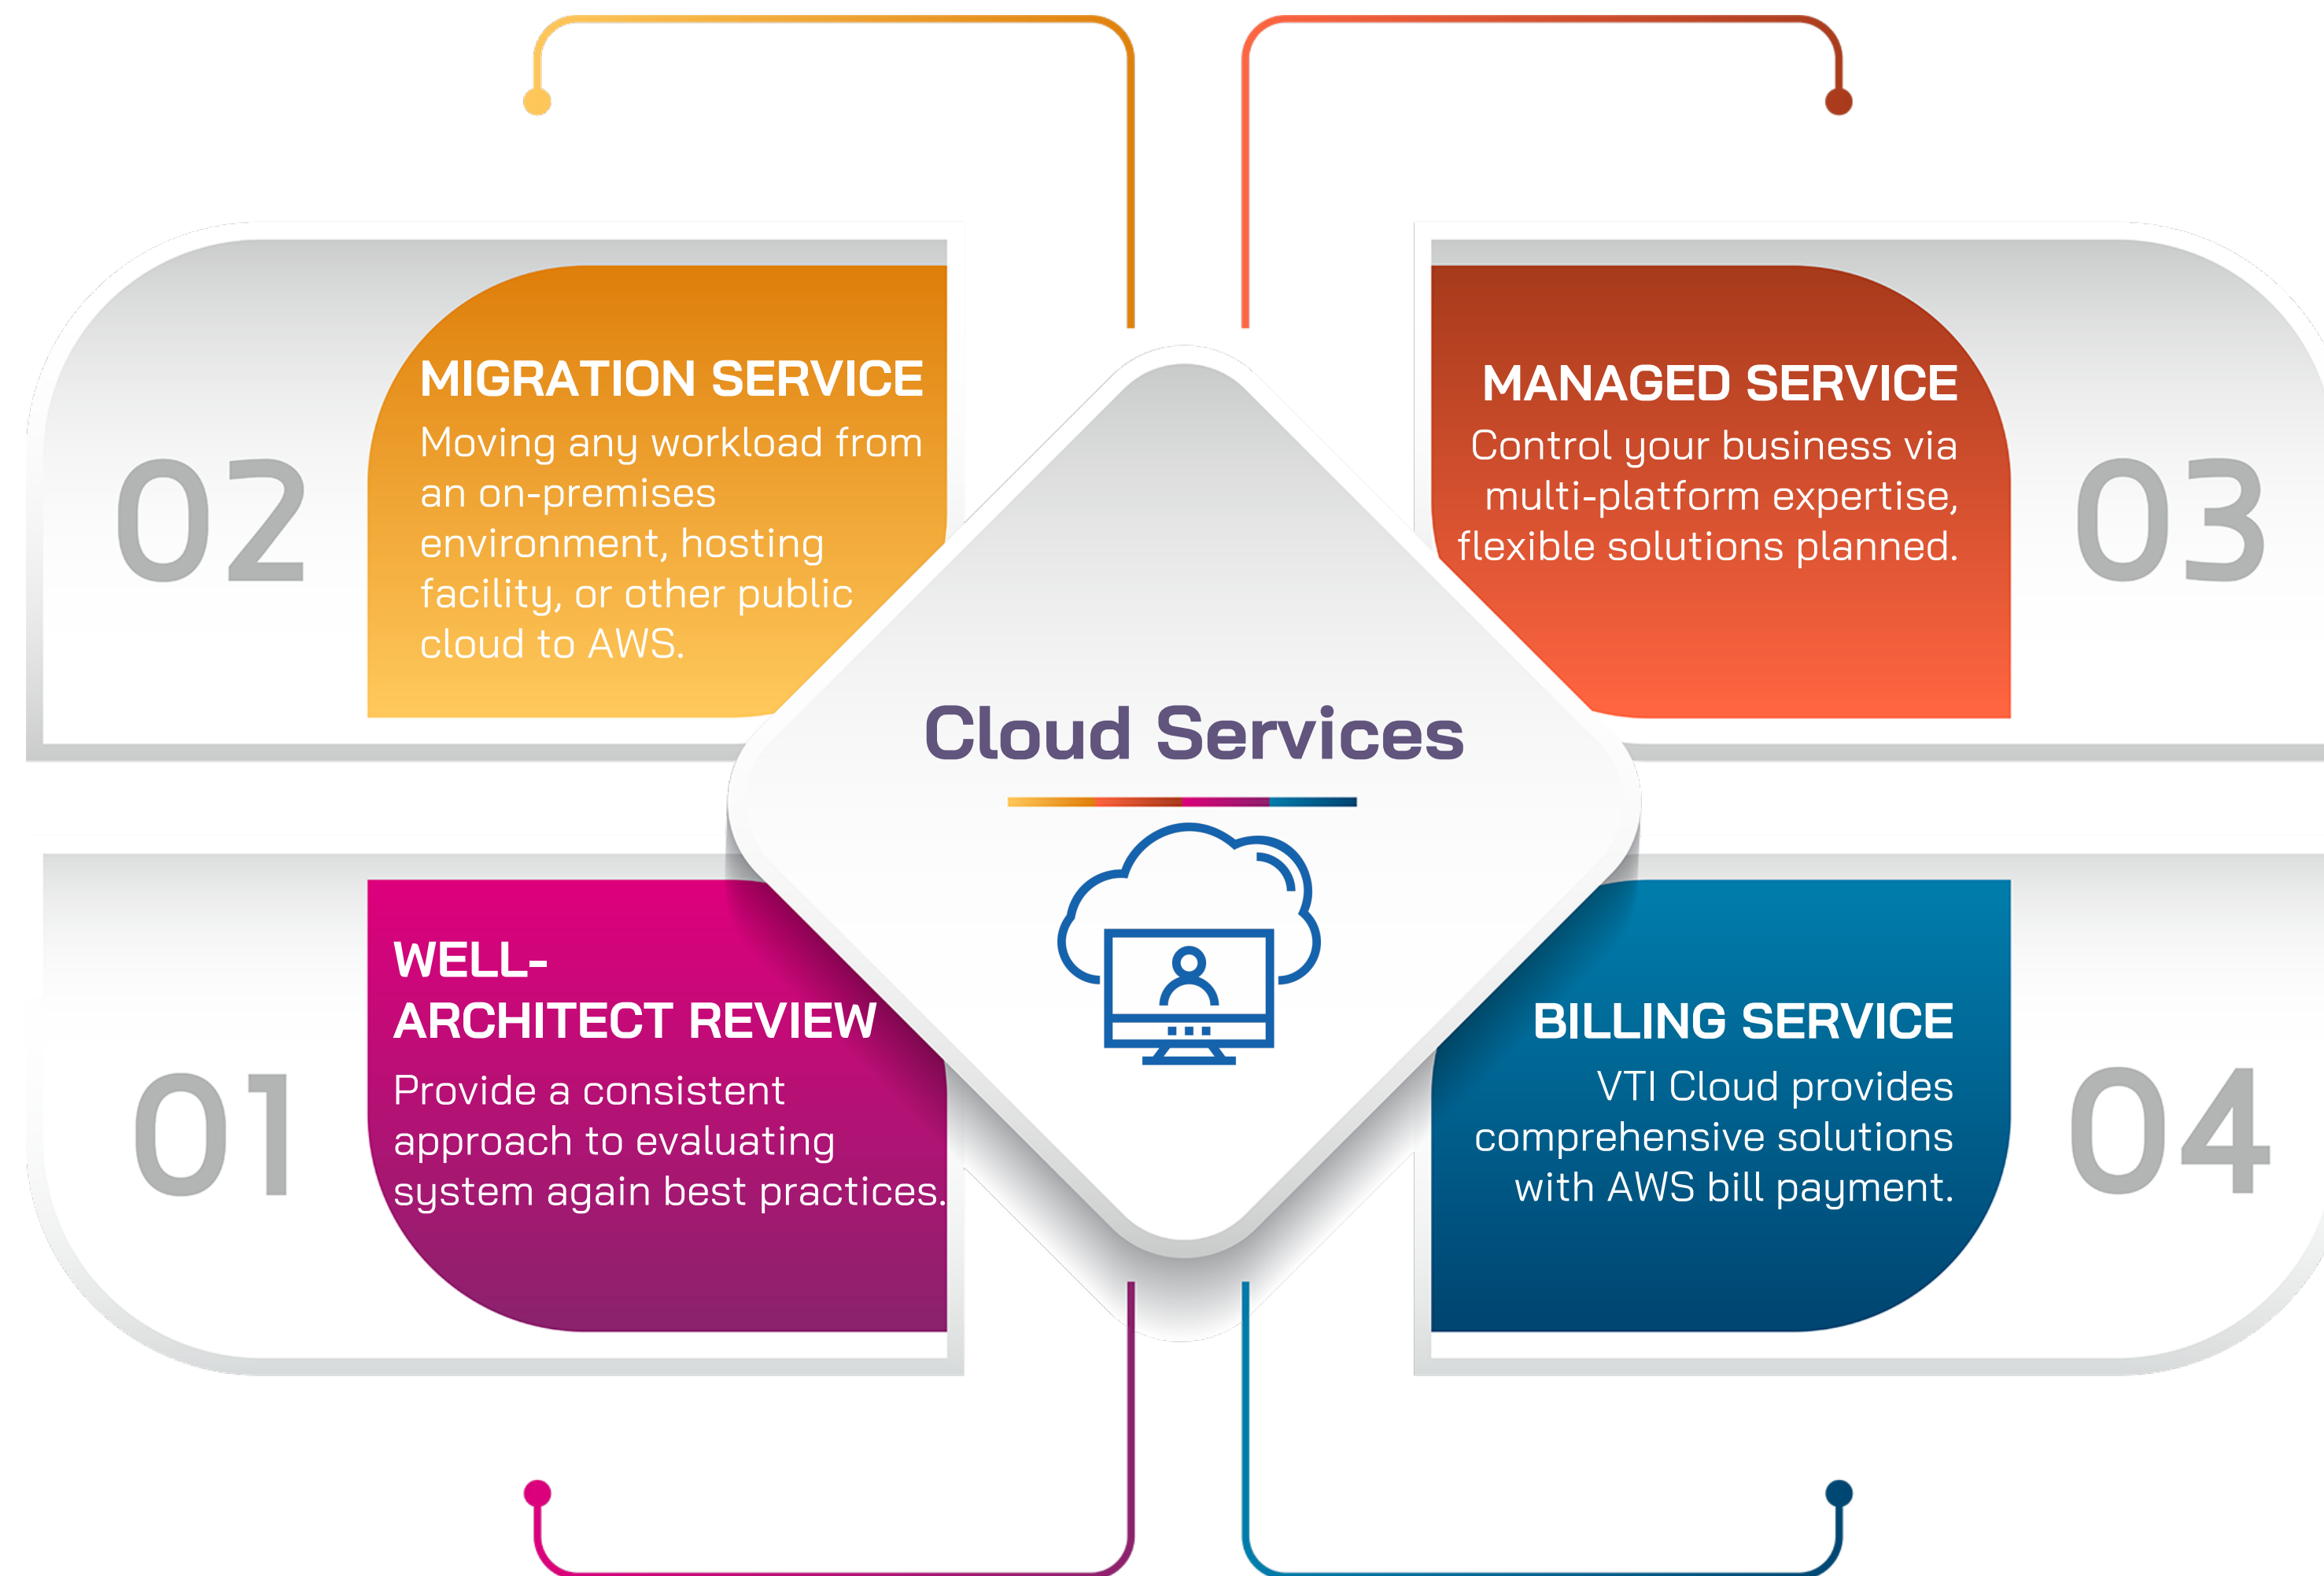 02
MIGRATION SERVICE
Moving any workload from
an on-premises
environment, hosting
facility, or other public
cloud to AWS.
MANAGED SERVICE
Control your business via
multi-platform expertise,
flexible solutions planned.
03
Cloud Services
01
WELL-
ARCHITECT REVIEW
Provide a consistent
approach to evaluating
system again best practices.
BILLING SERVICE
VTI Cloud provides
comprehensive solutions
with AWS bill payment.
04